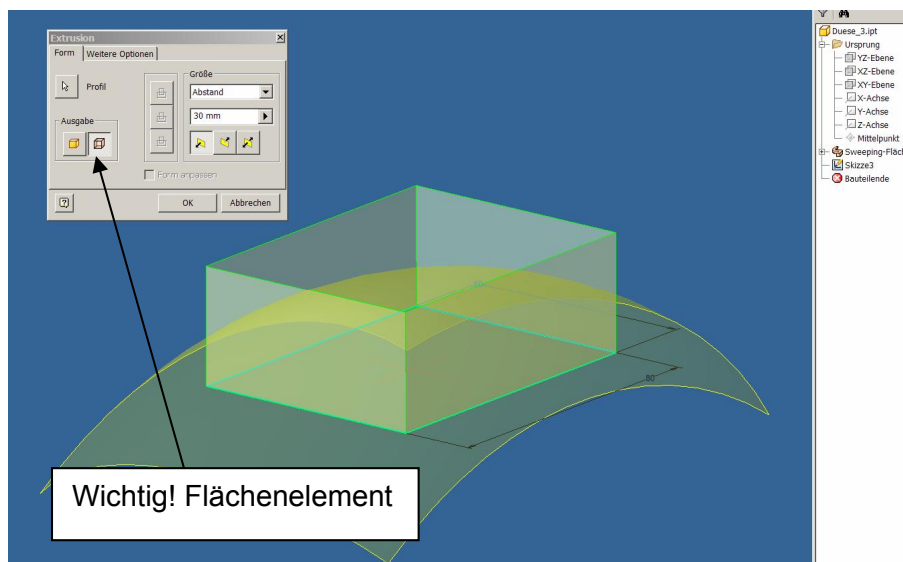 Extrusion
Form
Weitere Optionen
Profil
Größe
Abstand
30 mm
Ausgabe
Form anpassen
?
OK
Abbrechen
Duese_3.ipt
Ursprung
YZ-Ebene
XZ-Ebene
XY-Ebene
X-Achse
Y-Achse
Z-Achse
Mittelpunkt
Sweeping-Fläc
Skizze3
Bauteilende
80
Wichtig! Flächenelement